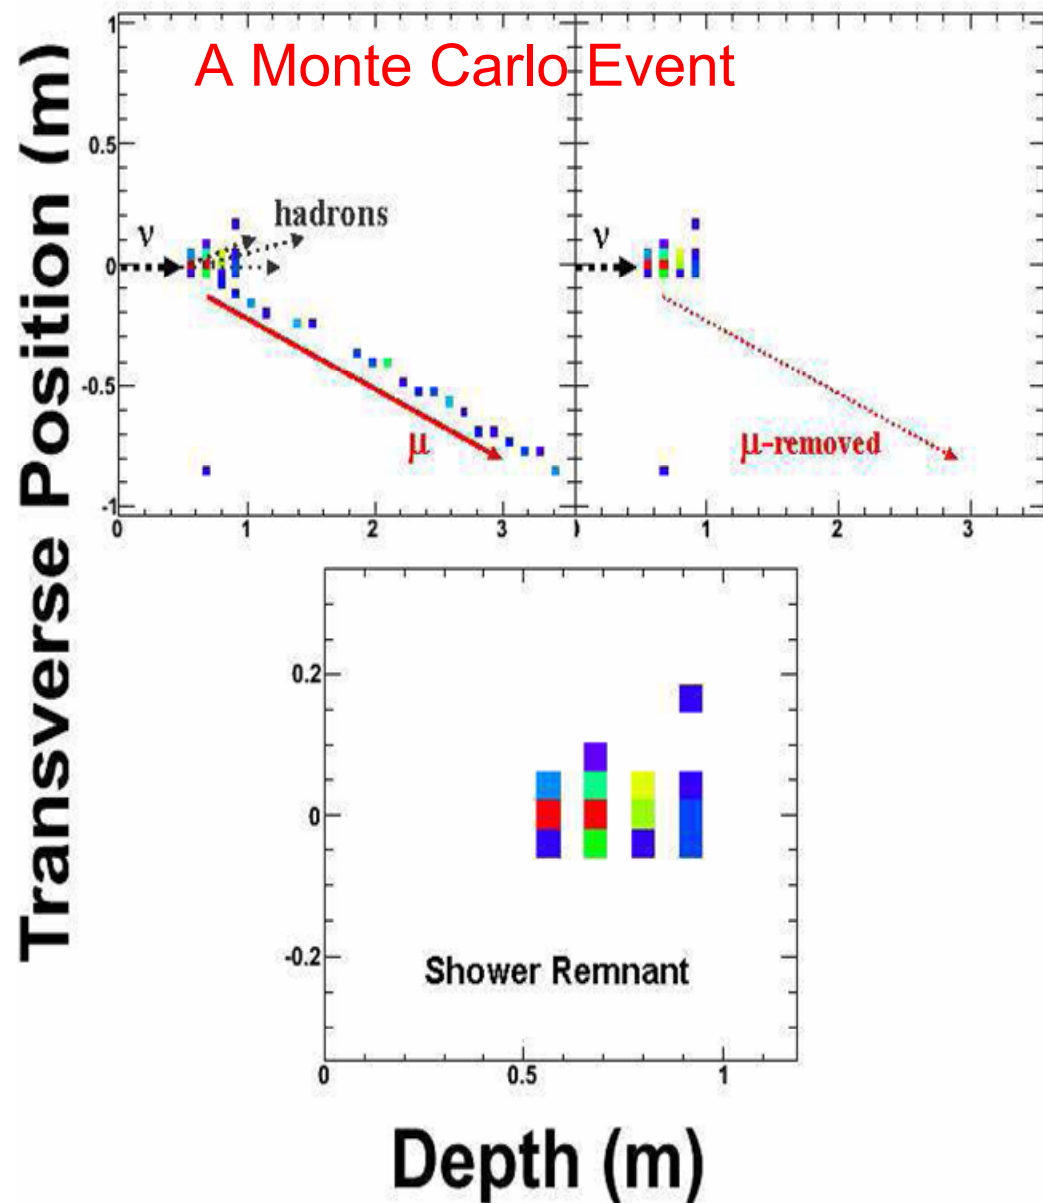 A Monte Carlo Event
Transverse Position (m)
1
0.5
0
-0.5
-1
ν
hadrons
μ
0
1
2
3
ν
μ-removed
1
2
3
0.2
0
-0.2
Shower Remnant
0
0.5
1
Depth (m)